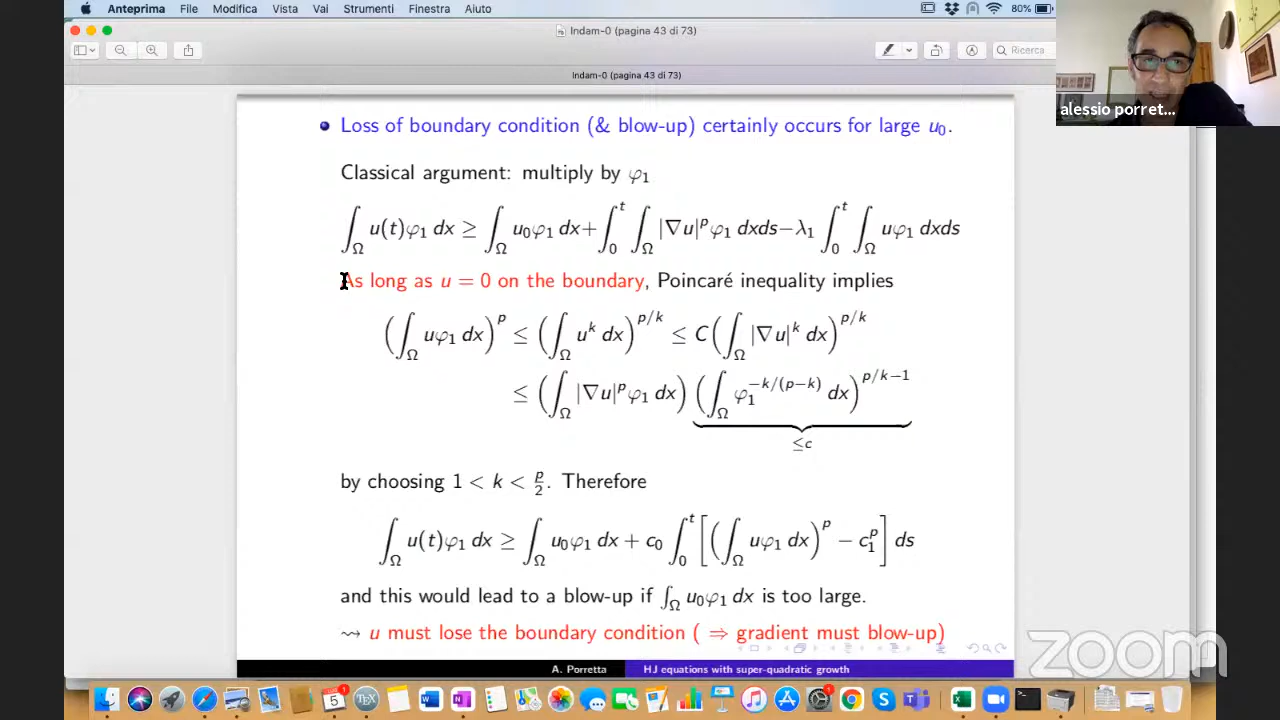 Anteprima File Modifica Vista Vai Strumenti Finestra Aiuto 80%
Indam-0 (pagina 43 di 73)
Ricerca
Indam-0 (pagina 43 di 73)
alessio porret...
• Loss of boundary condition (& blow-up) certainly occurs for large u₀.
Classical argument: multiply by φ₁
∫_Ω u(t)φ₁ dx ≥ ∫_Ω u₀φ₁ dx+∫_0^t ∫_Ω |∇u|^p φ₁ dxds−λ₁ ∫_0^t ∫_Ω uφ₁ dxds
As long as u = 0 on the boundary, Poincaré inequality implies
(∫_Ω uφ₁ dx)^p ≤ (∫_Ω u^k dx)^{p/k} ≤ C(∫_Ω |∇u|^k dx)^{p/k}
≤ (∫_Ω |∇u|^p φ₁ dx) (∫_Ω φ₁^{−k/(p−k)} dx)^{p/k−1}
≤c
by choosing 1 < k < p/2. Therefore
∫_Ω u(t)φ₁ dx ≥ ∫_Ω u₀φ₁ dx + c₀ ∫_0^t [(∫_Ω uφ₁ dx)^p − c₁^p] ds
and this would lead to a blow-up if ∫_Ω u₀φ₁ dx is too large.
⇝ u must lose the boundary condition ( ⇒ gradient must blow-up)
A. Porretta HJ equations with super-quadratic growth
zoom